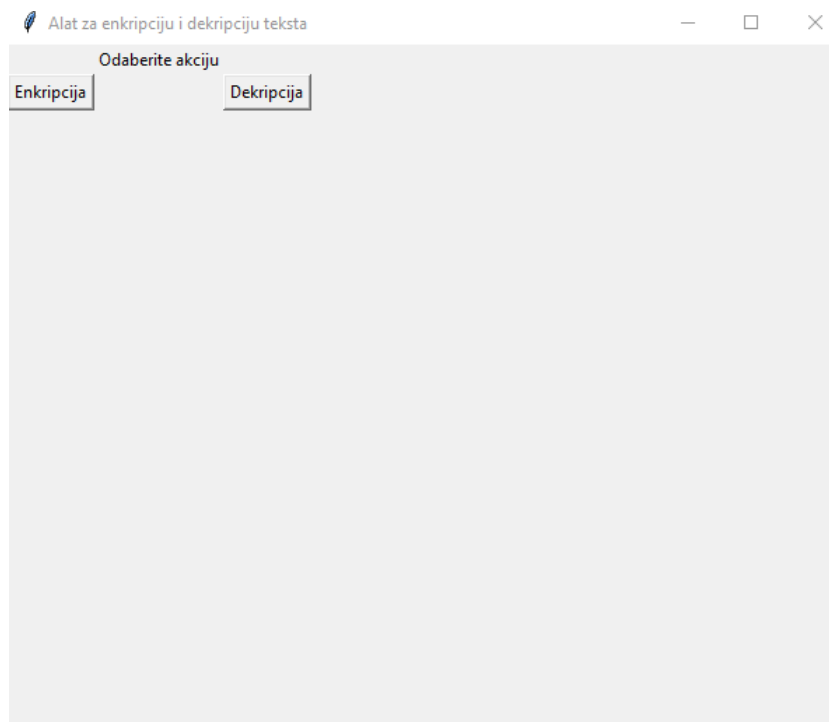 Alat za enkripciju i dekripciju teksta
Odaberite akciju
Enkripcija Dekripcija